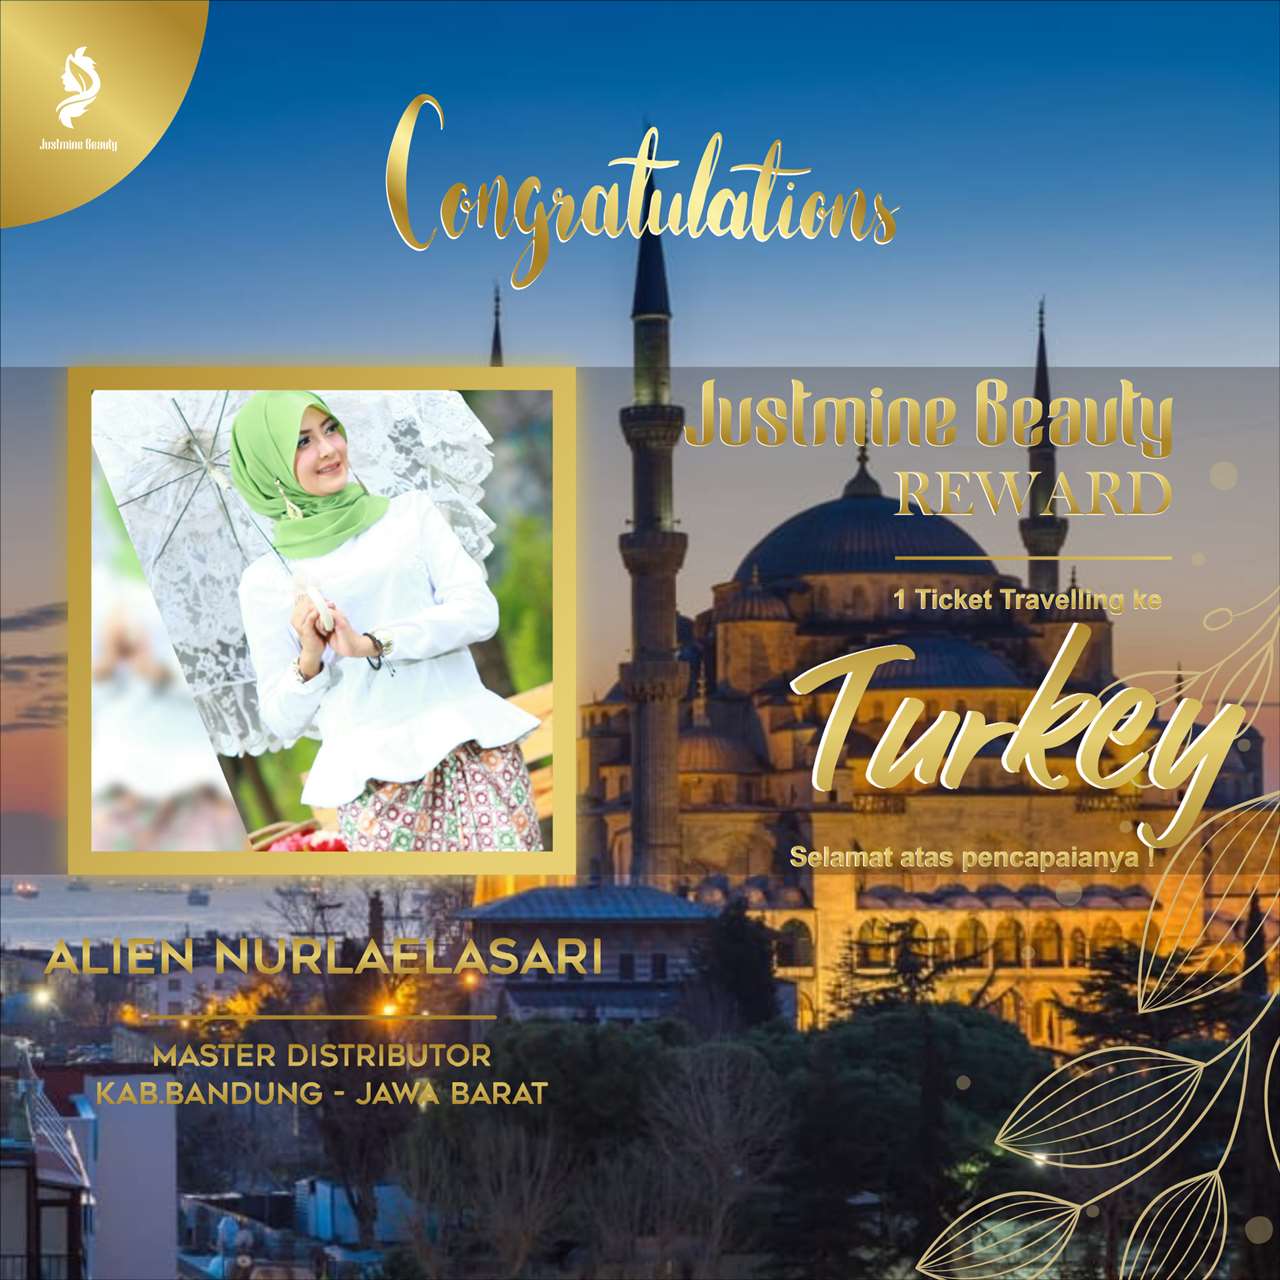 Justmine Beauty
Congratulations
Justmine Beauty
REWARD
1 Ticket Travelling ke
Turkey
Selamat atas pencapaianya !
ALIEN NURLAELASARI
MASTER DISTRIBUTOR
KAB.BANDUNG - JAWA BARAT